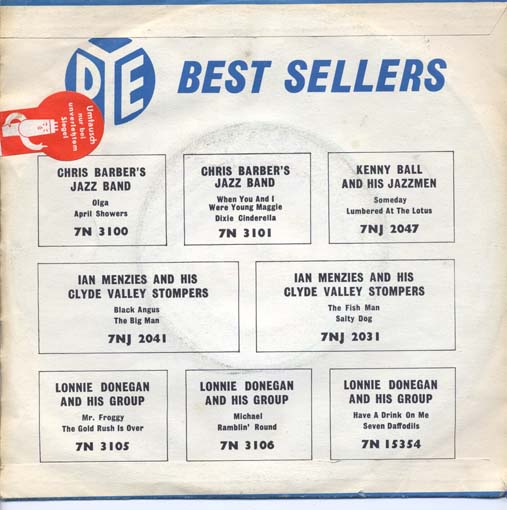 PYE
BEST SELLERS
Umtausch
nur bei
unverletztem
Siegel
CHRIS BARBER'S
JAZZ BAND
Olga
April Showers
7N 3100
CHRIS BARBER'S
JAZZ BAND
When You And I
Were Young Maggie
Dixie Cinderella
7N 3101
KENNY BALL
AND HIS JAZZMEN
Someday
Lumbered At The Lotus
7NJ 2047
IAN MENZIES AND HIS
CLYDE VALLEY STOMPERS
Black Angus
The Big Man
7NJ 2041
IAN MENZIES AND HIS
CLYDE VALLEY STOMPERS
The Fish Man
Salty Dog
7NJ 2031
LONNIE DONEGAN
AND HIS GROUP
Mr. Froggy
The Gold Rush is Over
7N 3105
LONNIE DONEGAN
AND HIS GROUP
Michael
Ramblin' Round
7N 3106
LONNIE DONEGAN
AND HIS GROUP
Have A Drink On Me
Seven Daffodils
7N 15354